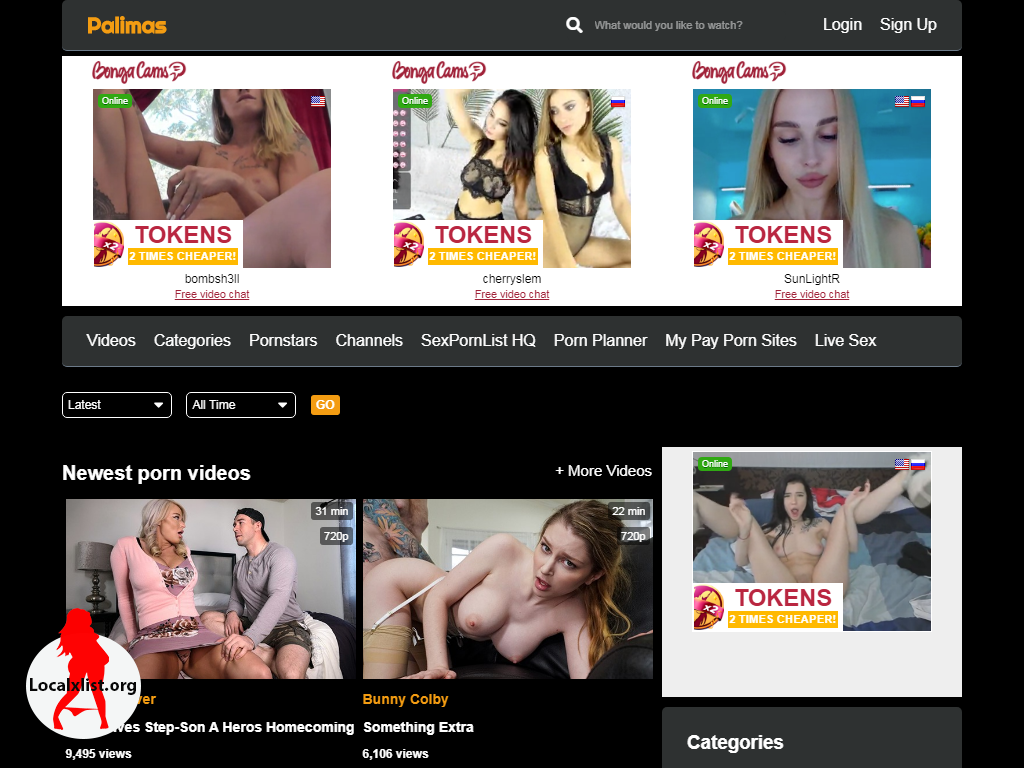 Palimas
What would you like to watch?
Login
Sign Up
BongaCams
BongaCams
BongaCams
Online
Online
Online
x2
TOKENS
2 TIMES CHEAPER!
x2
TOKENS
2 TIMES CHEAPER!
x2
TOKENS
2 TIMES CHEAPER!
bombsh3ll
cherryslem
SunLightR
Free video chat
Free video chat
Free video chat
Videos
Categories
Pornstars
Channels
SexPornList HQ
Porn Planner
My Pay Porn Sites
Live Sex
Latest
All Time
GO
Newest porn videos
+ More Videos
31 min
720p
22 min
720p
Online
x2
TOKENS
2 TIMES CHEAPER!
Localxlist.org
Bunny Colby
Step-Son A Heros Homecoming
Something Extra
9,495 views
6,106 views
Categories